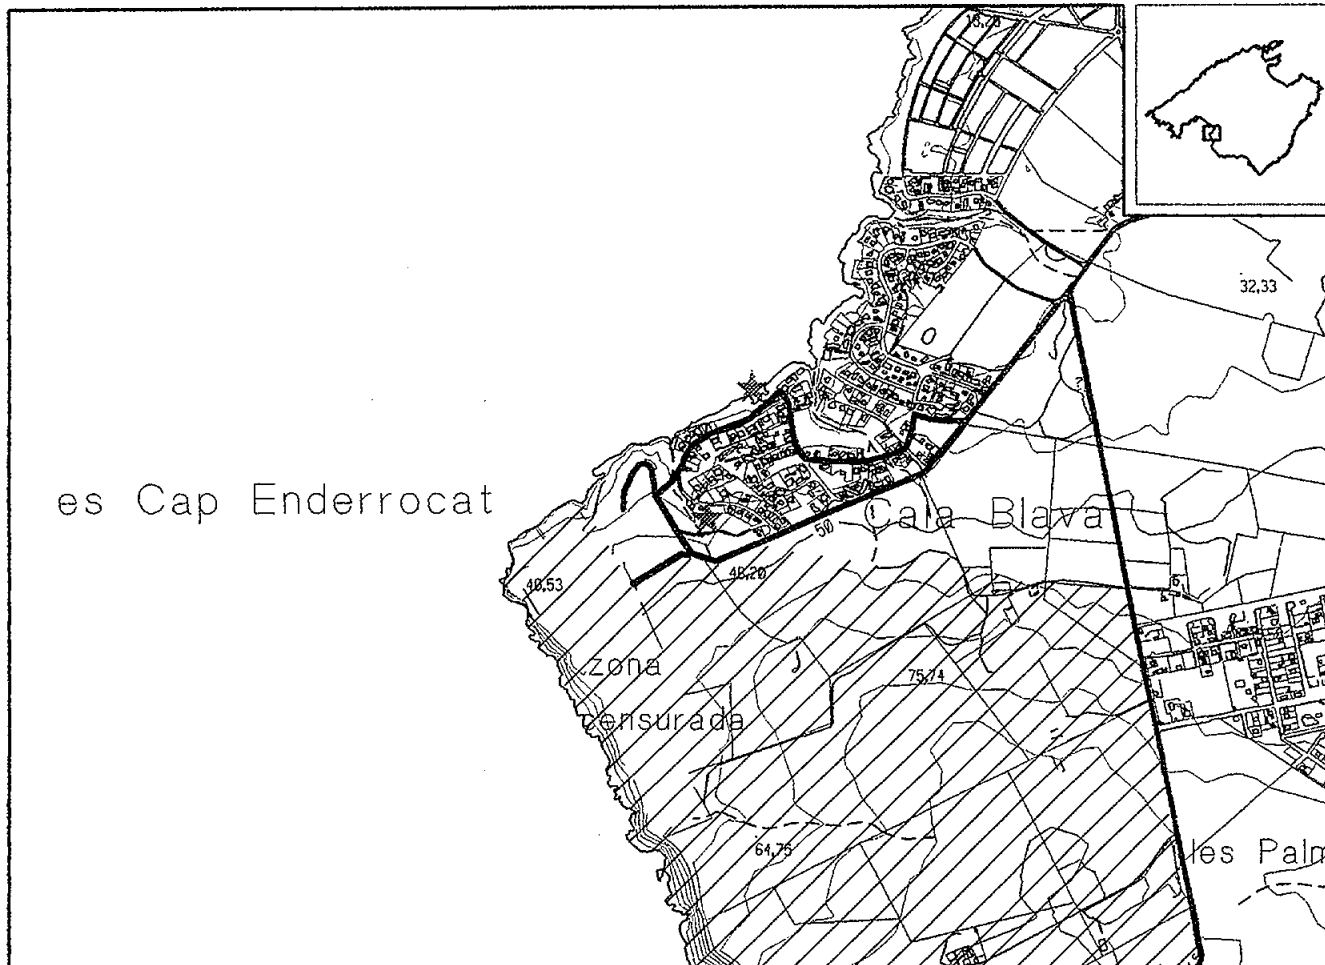 32,33
es Cap Enderrocat
Cala Blava
50
46,53
46,20
zona
75,74
censurada
64,75
les Palm